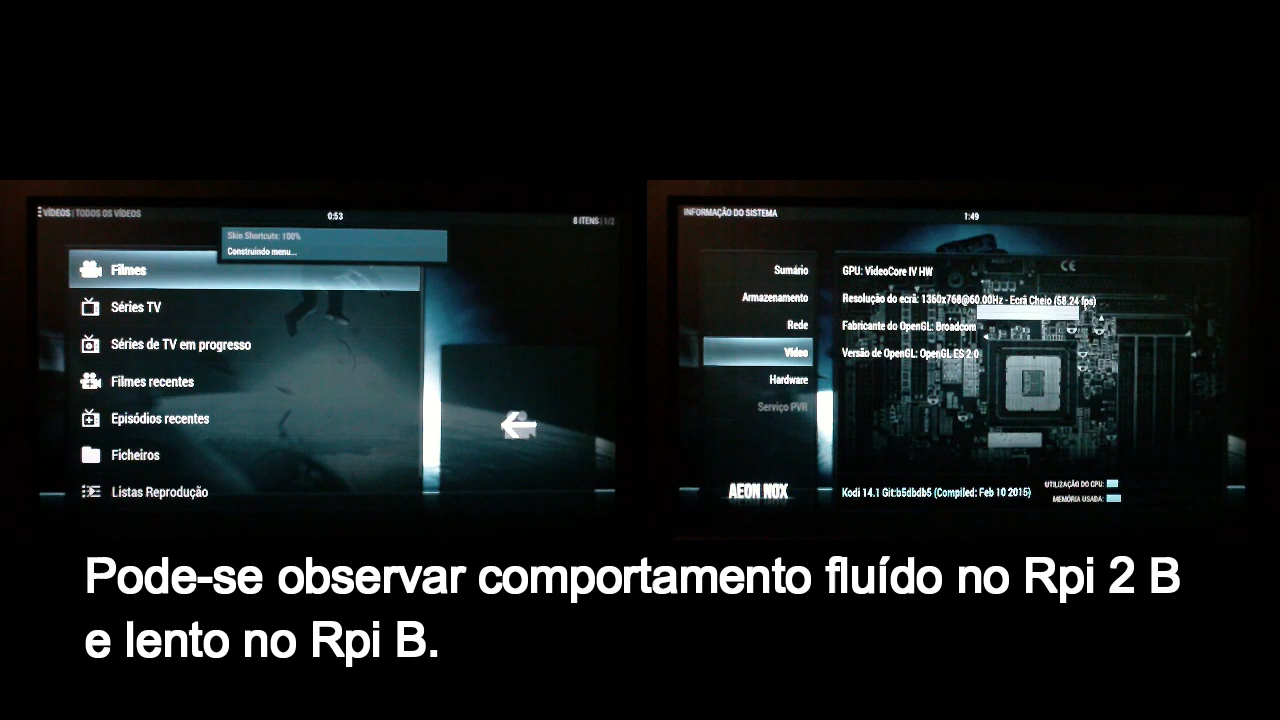 VÍDEOS | TODOS OS VÍDEOS
0:53
8 ITENS | 1/2
Skin Shortcuts: 100%
Construindo menu...
Filmes
Séries TV
Séries de TV em progresso
Filmes recentes
Episódios recentes
Ficheiros
Listas Reprodução
INFORMAÇÃO DO SISTEMA
1:49
Sumário
Armazenamento
Rede
Vídeo
Hardware
Serviço PVR
GPU: VideoCore IV HW
Resolução do ecrã: 1360x768@60.00Hz - Ecrã Cheio (58.24 fps)
Fabricante do OpenGL: Broadcom
Versão de OpenGL: OpenGL ES 2.0
CE
AEON NOX
Kodi 14.1 Git:b5dbdb5 (Compiled: Feb 10 2015)
UTILIZAÇÃO DO CPU:
MEMÓRIA USADA:
Pode-se observar comportamento fluído no Rpi 2 B
e lento no Rpi B.